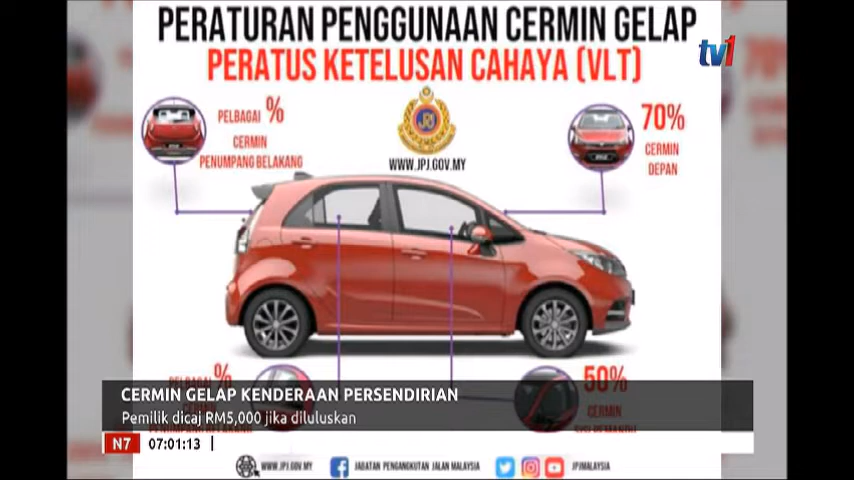 PERATURAN PENGGUNAAN CERMIN GELAP
PERATUS KETELUSAN CAHAYA (VLT)
tv1
PELBAGAI %
CERMIN
PENUMPANG BELAKANG
JPJ
WWW.JPJ.GOV.MY
70%
CERMIN
DEPAN
PELBAGAI %
CERMIN
50%
CERMIN
CERMIN GELAP KENDERAAN PERSENDIRIAN
Pemilik dicaj RM5,000 jika diluluskan
N7 07:01:13
WWW.JPJ.GOV.MY JABATAN PENGANGKUTAN JALAN MALAYSIA JPJMALAYSIA